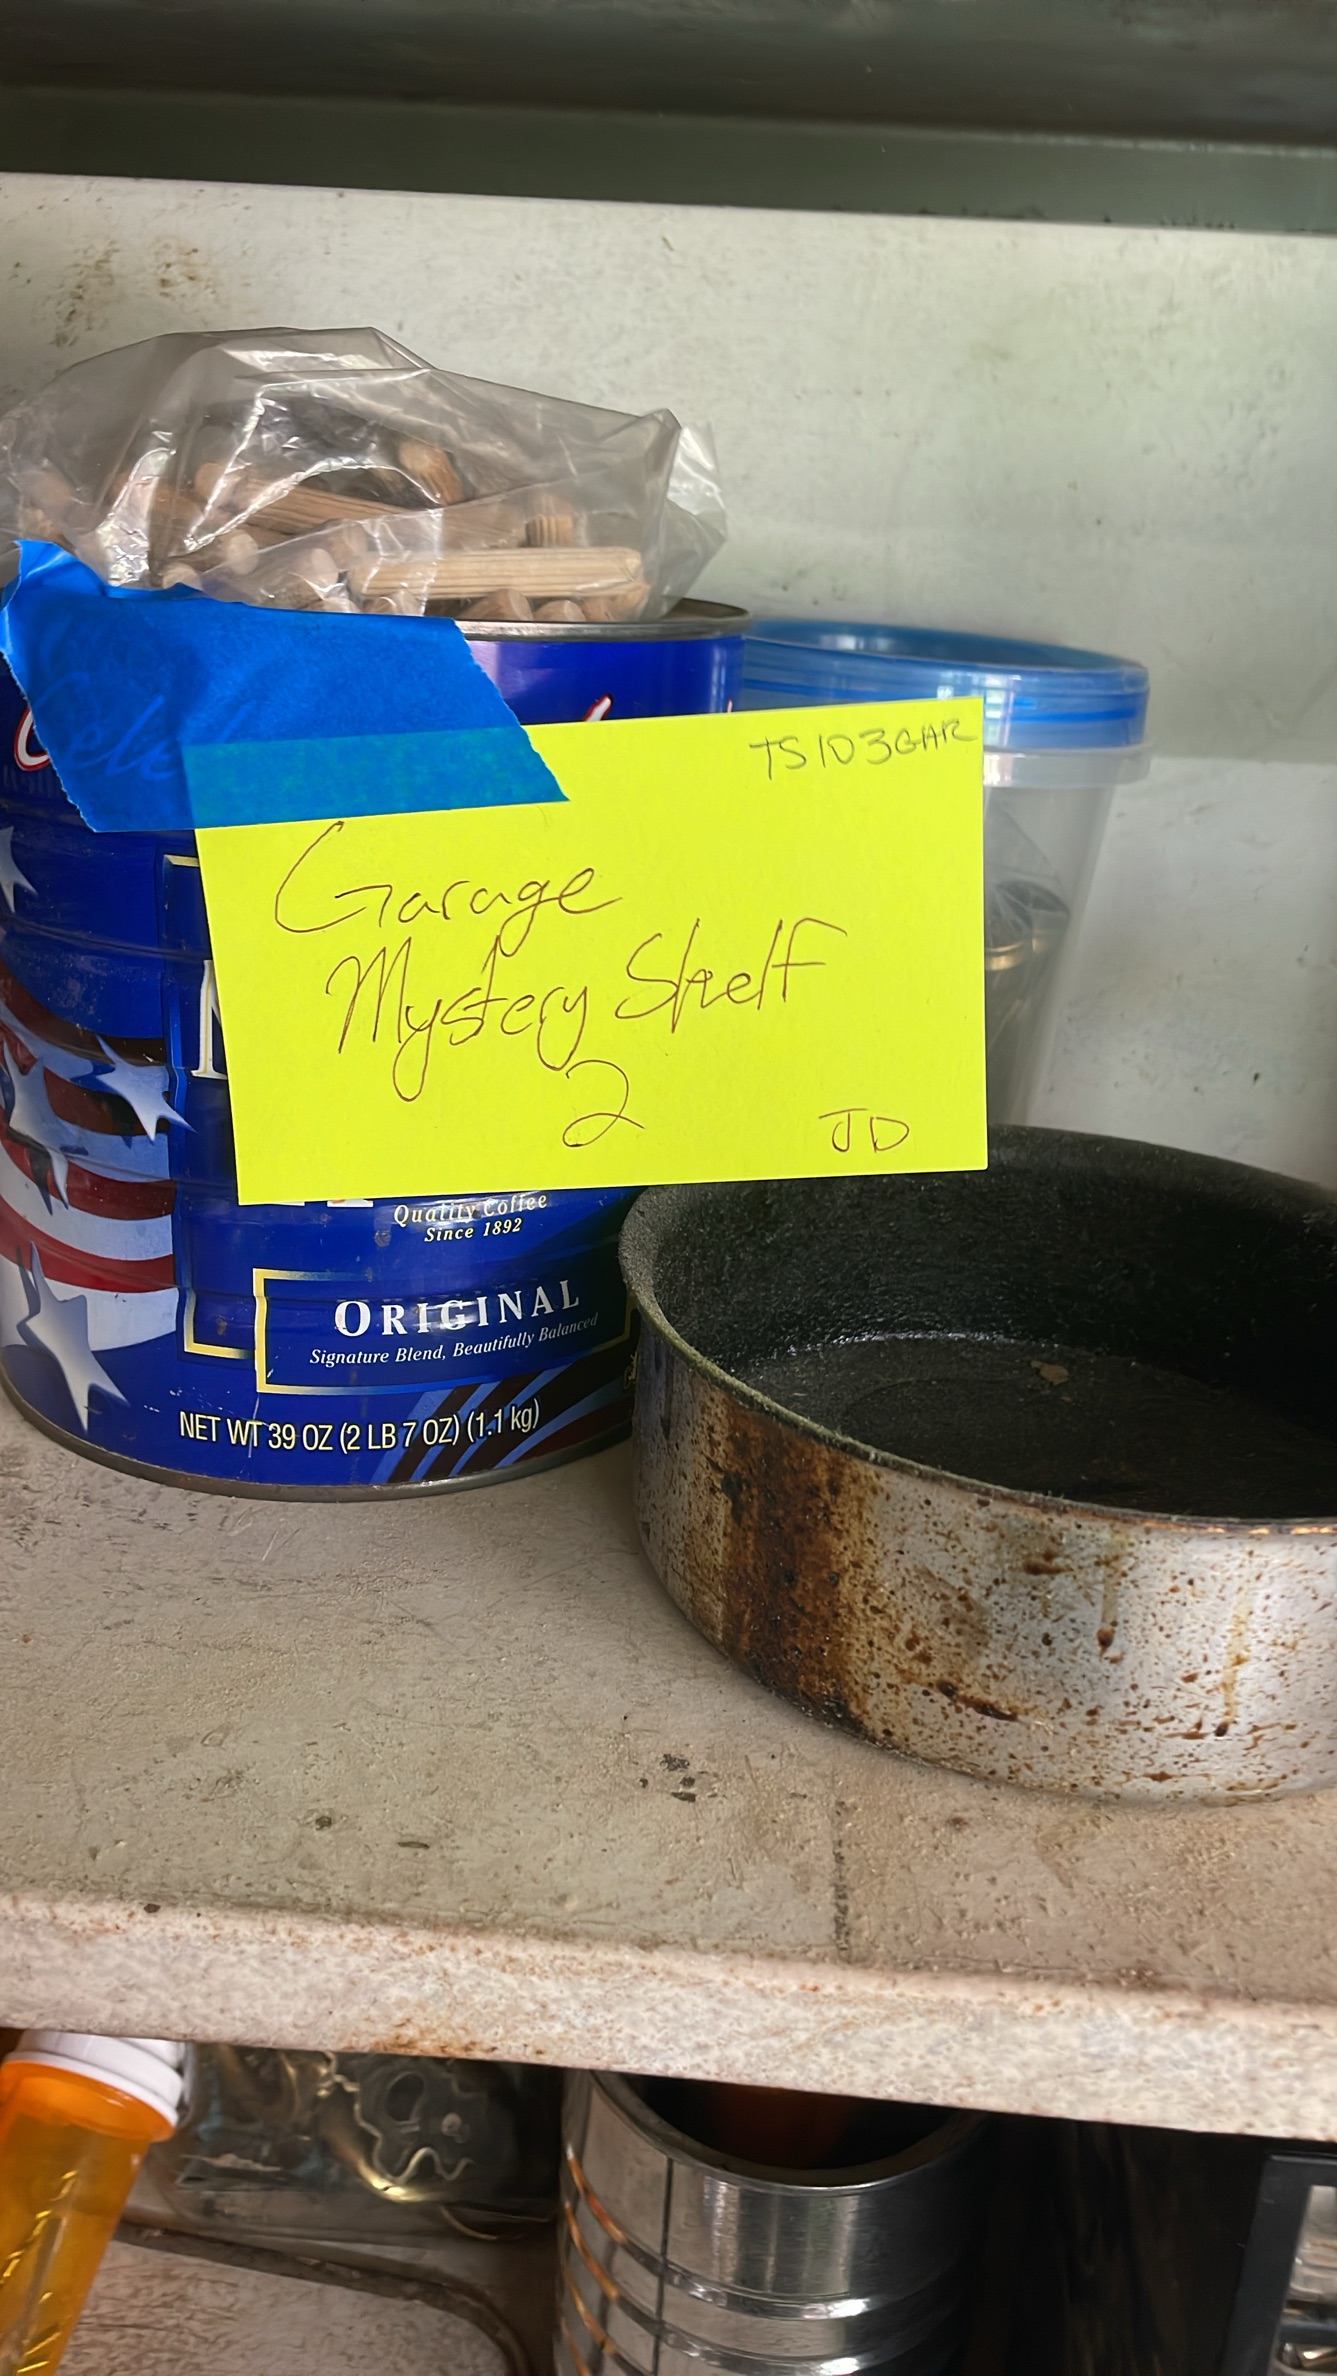 TS103GAR
Garage
Mystery Shelf
2
JD
Quality Coffee
Since 1892
ORIGINAL
Signature Blend, Beautifully Balanced
NET WT 39 OZ (2 LB 7 OZ) (1.1 kg)